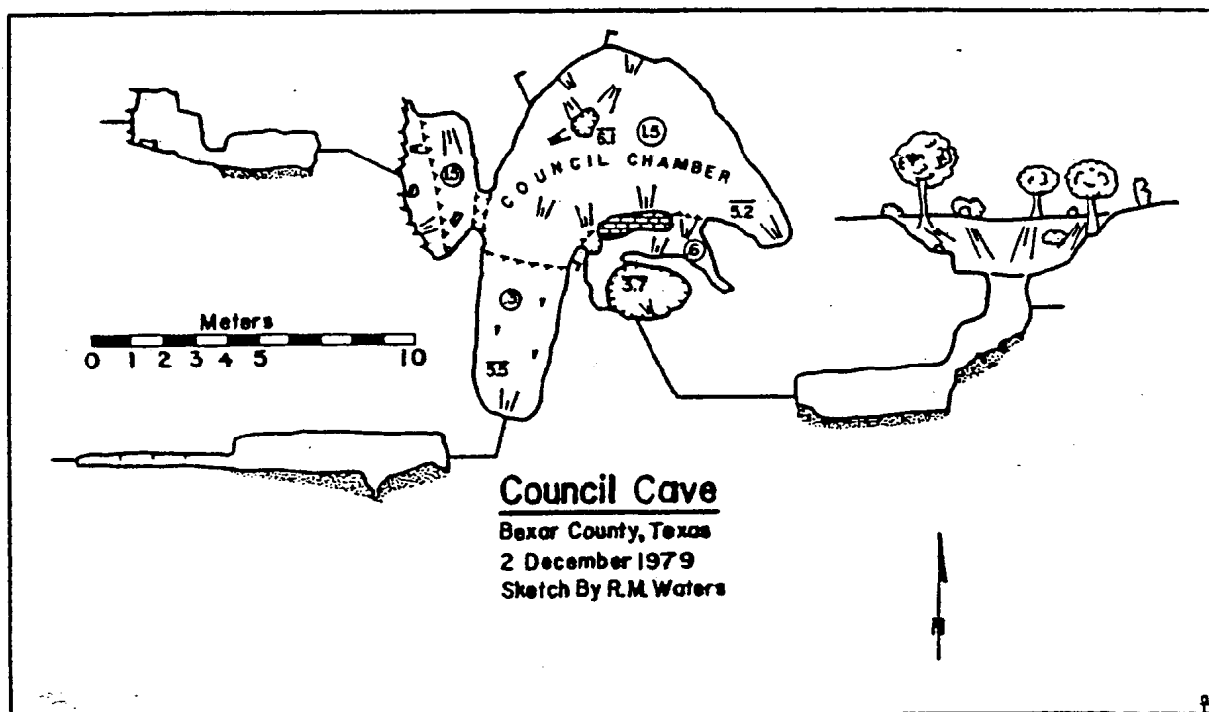 6.1
1.5
1.5
COUNCIL CHAMBER
5.2
.6
3.7
.3
5.5
Meters
0 1 2 3 4 5 10
Council Cave
Bexar County, Texas
2 December 1979
Sketch By R.M. Waters
N